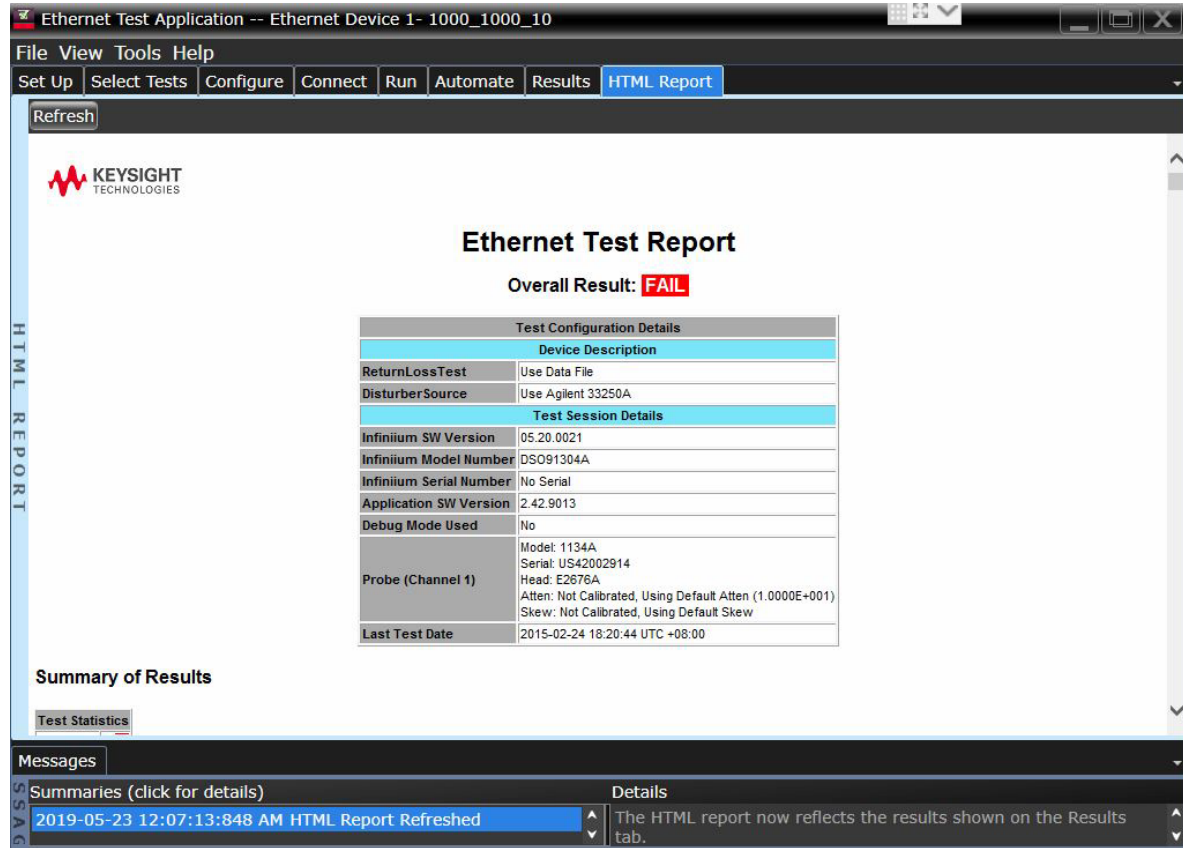 Ethernet Test Application -- Ethernet Device 1- 1000_1000_10
File View Tools Help
Set Up Select Tests Configure Connect Run Automate Results HTML Report
Refresh
KEYSIGHT
TECHNOLOGIES
Ethernet Test Report
Overall Result: FAIL
HTML REPORT
Test Configuration Details
Device Description
ReturnLossTest Use Data File
DisturberSource Use Agilent 33250A
Test Session Details
Infiniium SW Version 05.20.0021
Infiniium Model Number DSO91304A
Infiniium Serial Number No Serial
Application SW Version 2.42.9013
Debug Mode Used No
Probe (Channel 1) Model: 1134A
Serial: US42002914
Head: E2676A
Atten: Not Calibrated, Using Default Atten (1.0000E+001)
Skew: Not Calibrated, Using Default Skew
Last Test Date 2015-02-24 18:20:44 UTC +08:00
Summary of Results
Test Statistics
Messages
SSAG
Summaries (click for details) Details
2019-05-23 12:07:13:848 AM HTML Report Refreshed The HTML report now reflects the results shown on the Results
tab.